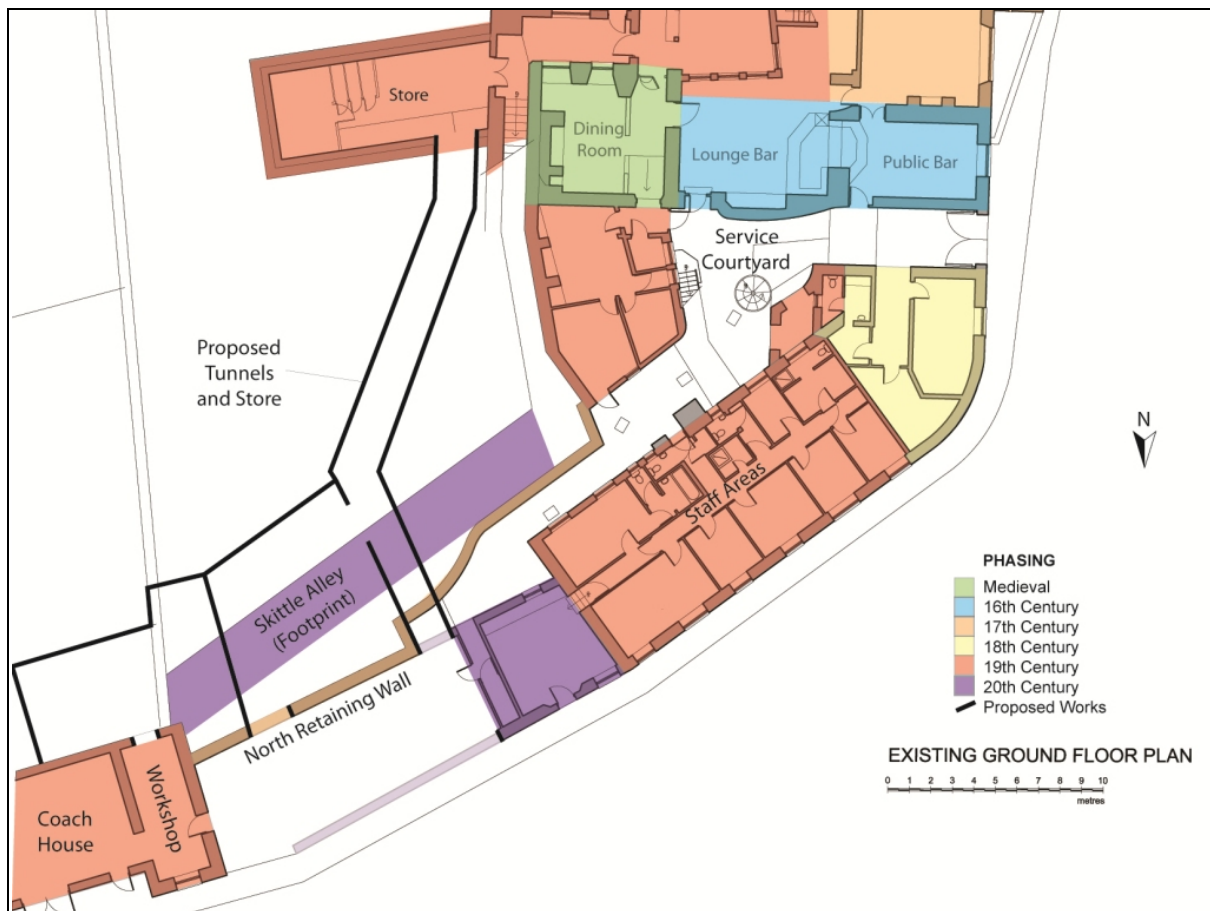 Store
Dining
Room
Lounge Bar
Public Bar
Service
Courtyard
Proposed
Tunnels
and Store
N
Staff Areas
Skittle Alley
(Footprint)
North Retaining Wall
Workshop
Coach
House
PHASING
Medieval
16th Century
17th Century
18th Century
19th Century
20th Century
Proposed Works
EXISTING GROUND FLOOR PLAN
0 1 2 3 4 5 6 7 8 9 10
metres